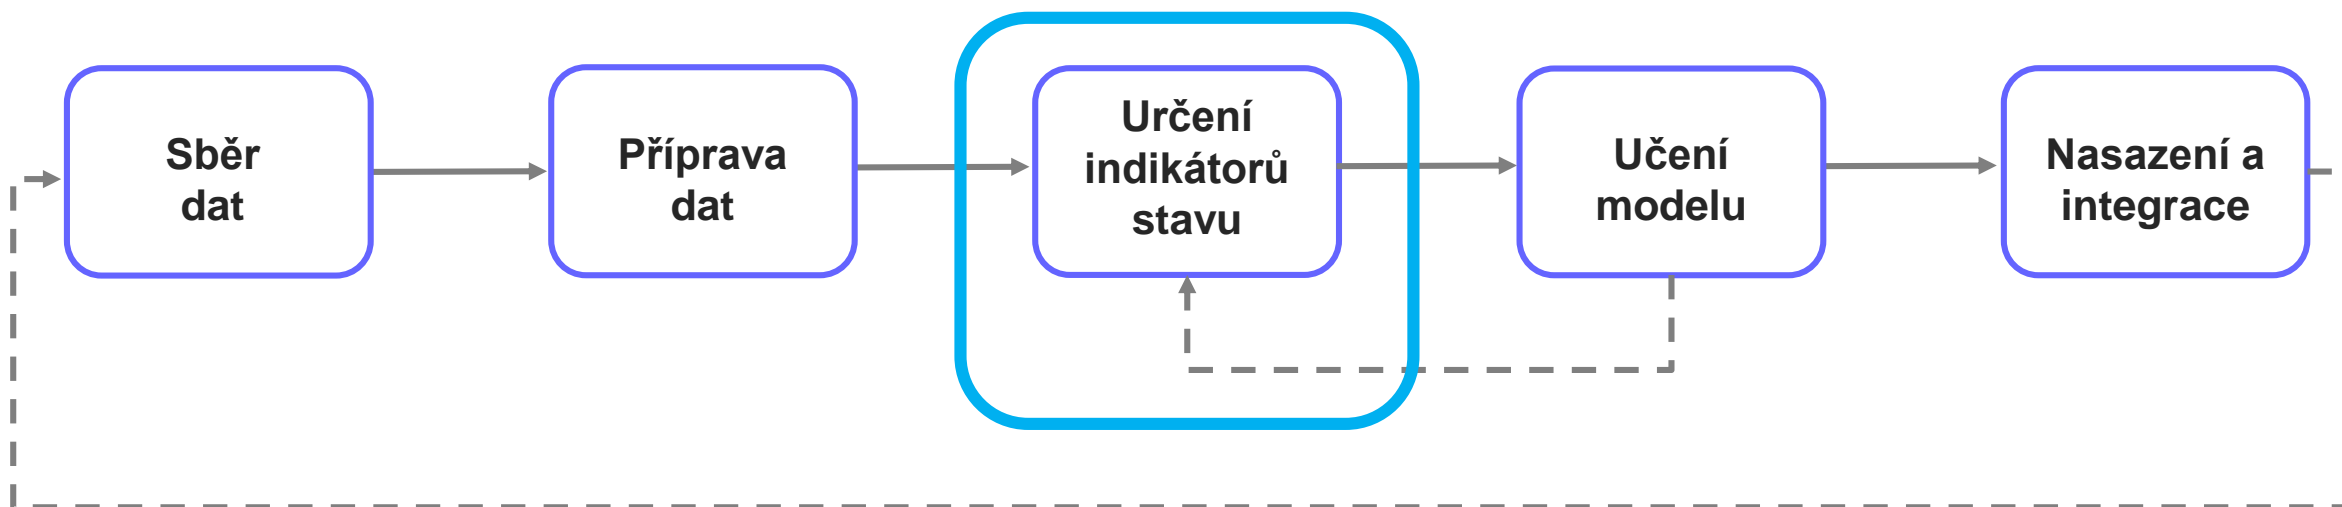 Sběr
dat
Příprava
dat
Určení
indikátorů
stavu
Učení
modelu
Nasazení a
integrace